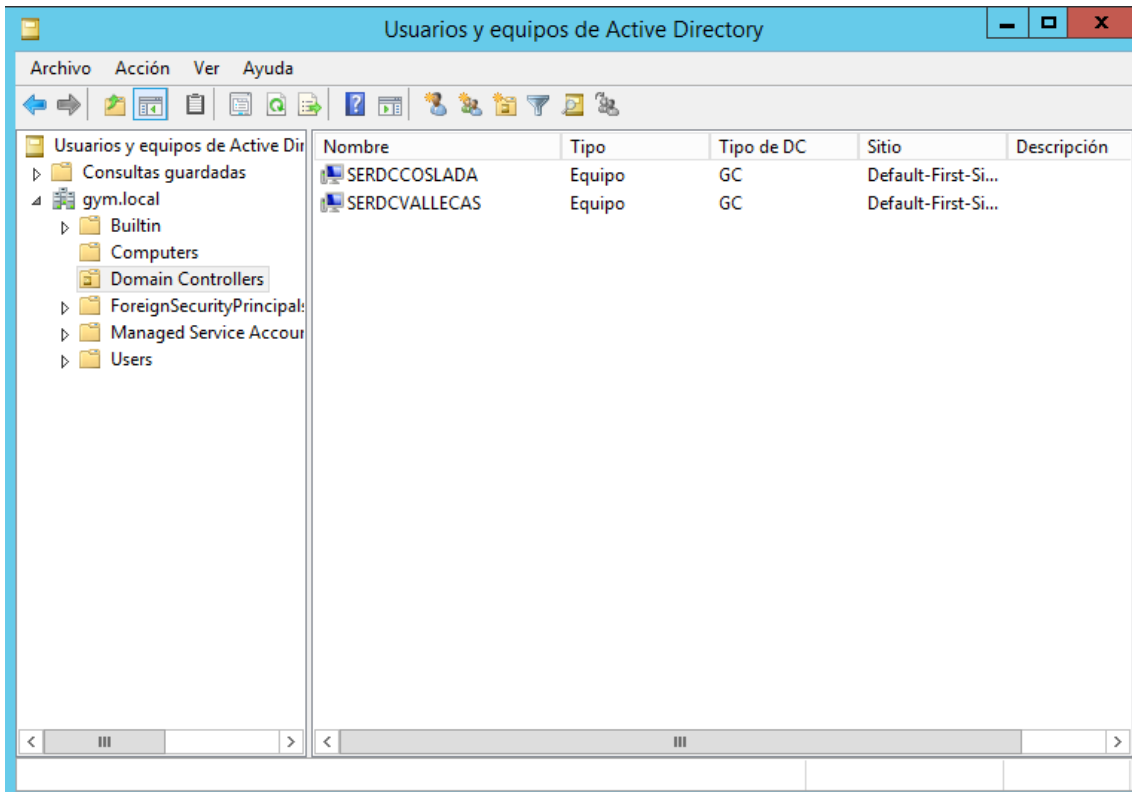 Usuarios y equipos de Active Directory
Archivo Acción Ver Ayuda
Usuarios y equipos de Active Dir
Consultas guardadas
gym.local
Builtin
Computers
Domain Controllers
ForeignSecurityPrincipals
Managed Service Accour
Users
Nombre Tipo Tipo de DC Sitio Descripción
SERDCCOSLADA Equipo GC Default-First-Si...
SERDCVALLECAS Equipo GC Default-First-Si...